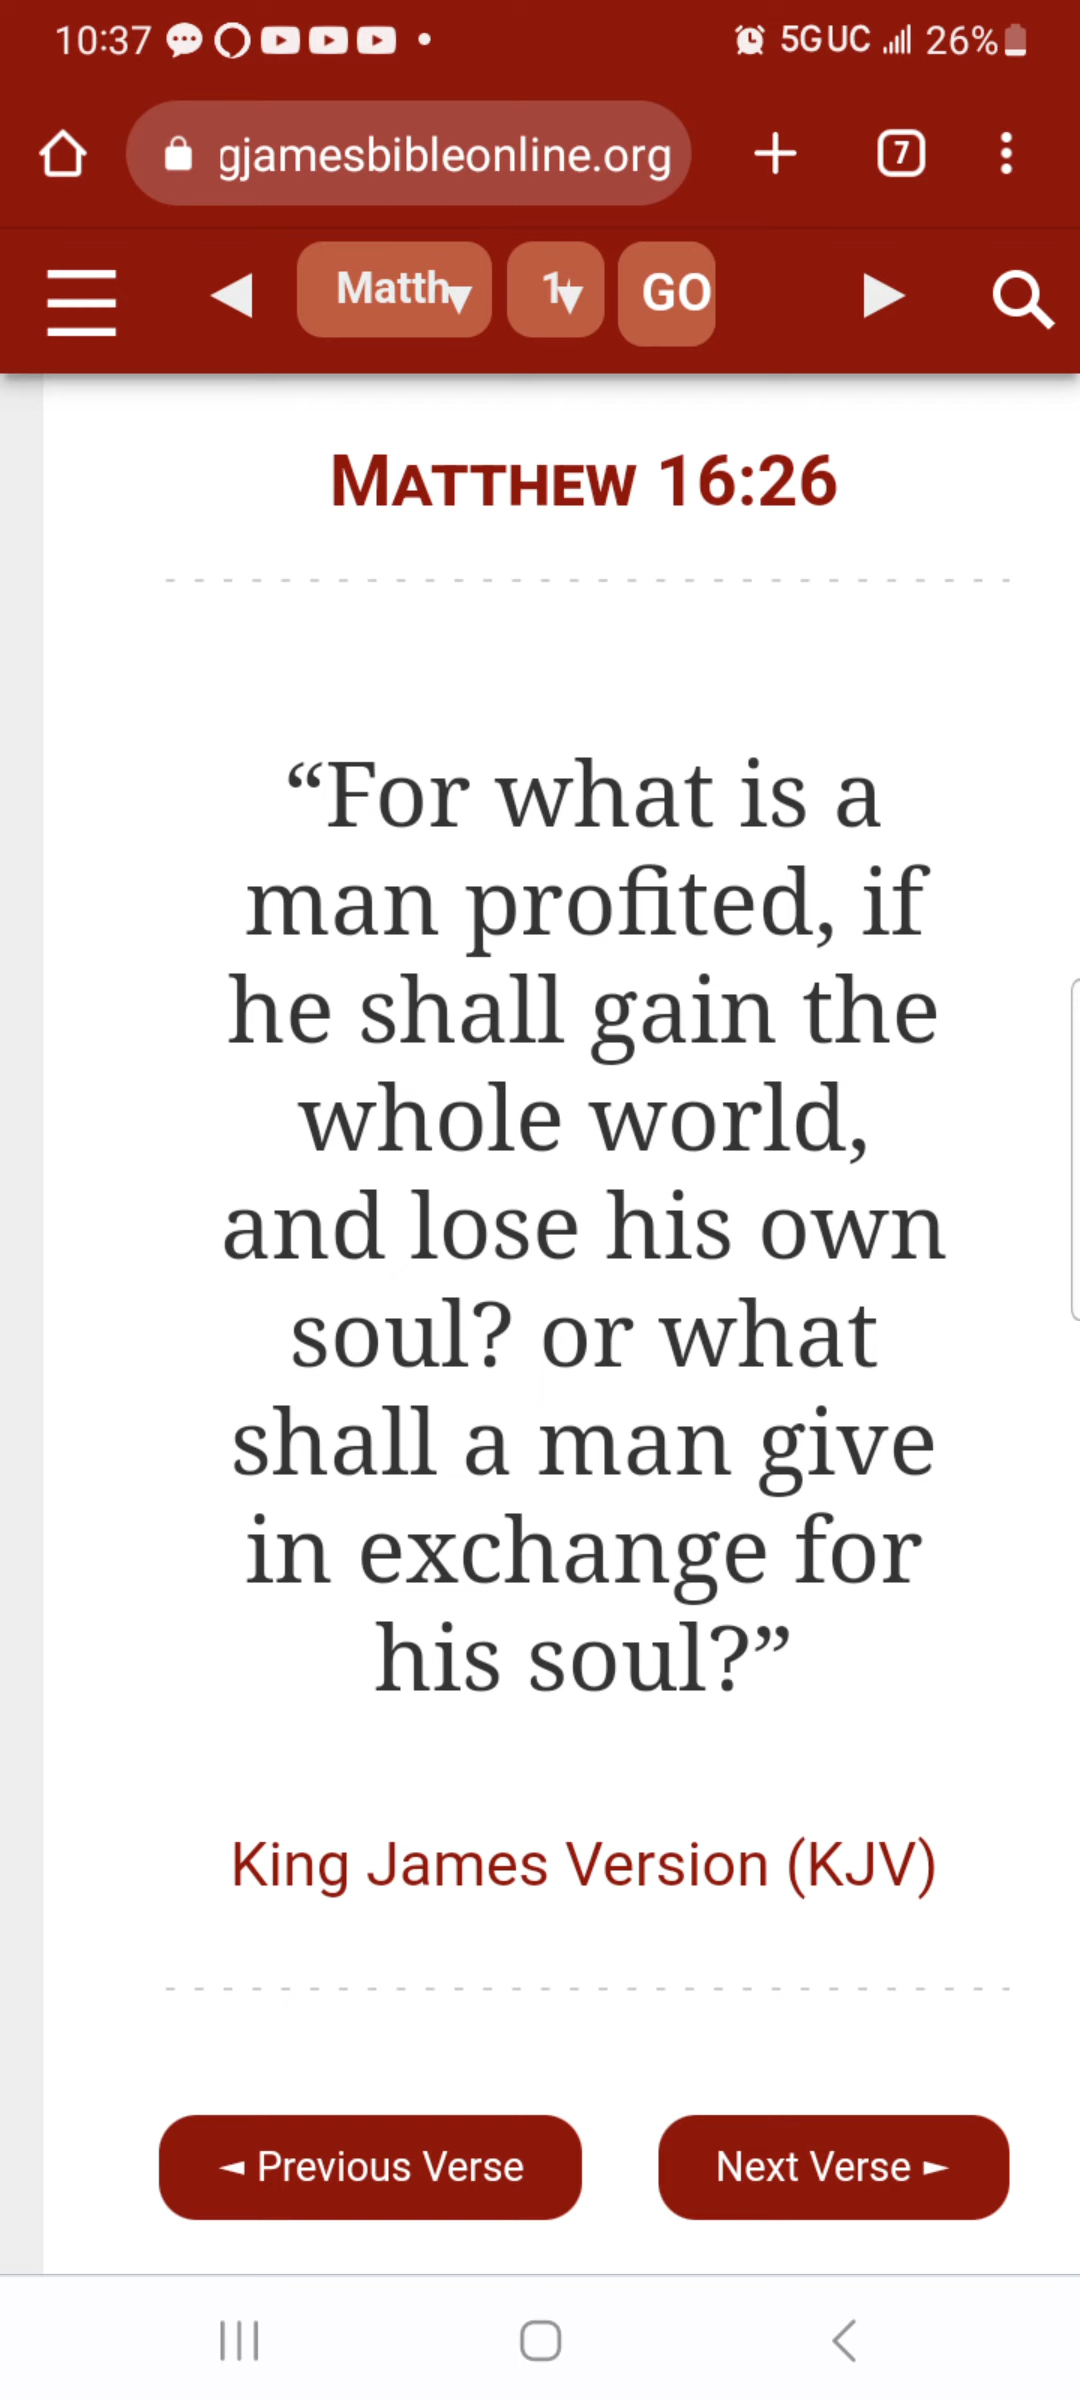 10:37 5G UC 26%
gjamesbibleonline.org 7
Matth 1 GO
MATTHEW 16:26
“For what is a
man profited, if
he shall gain the
whole world,
and lose his own
soul? or what
shall a man give
in exchange for
his soul?”
King James Version (KJV)
◄ Previous Verse Next Verse ►